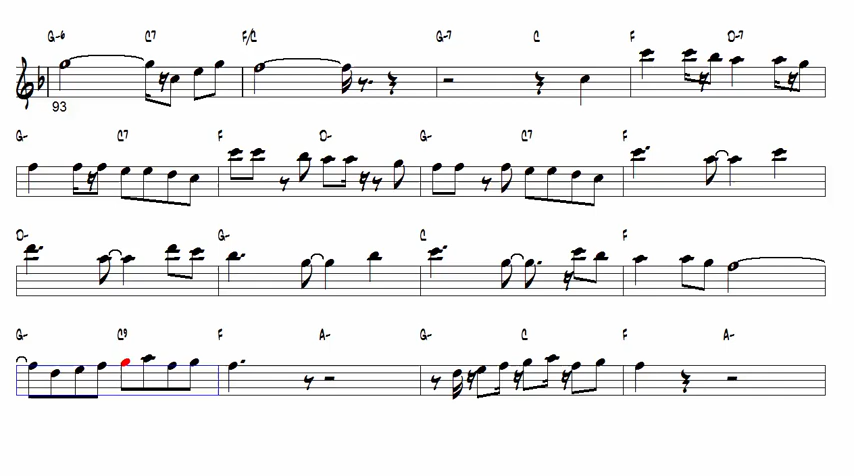 G-6 C7 F/C G-7 C F D-7
93
G- C7 F D- G- C7 F
D- G- C F
G- C9 F A- G- C F A-